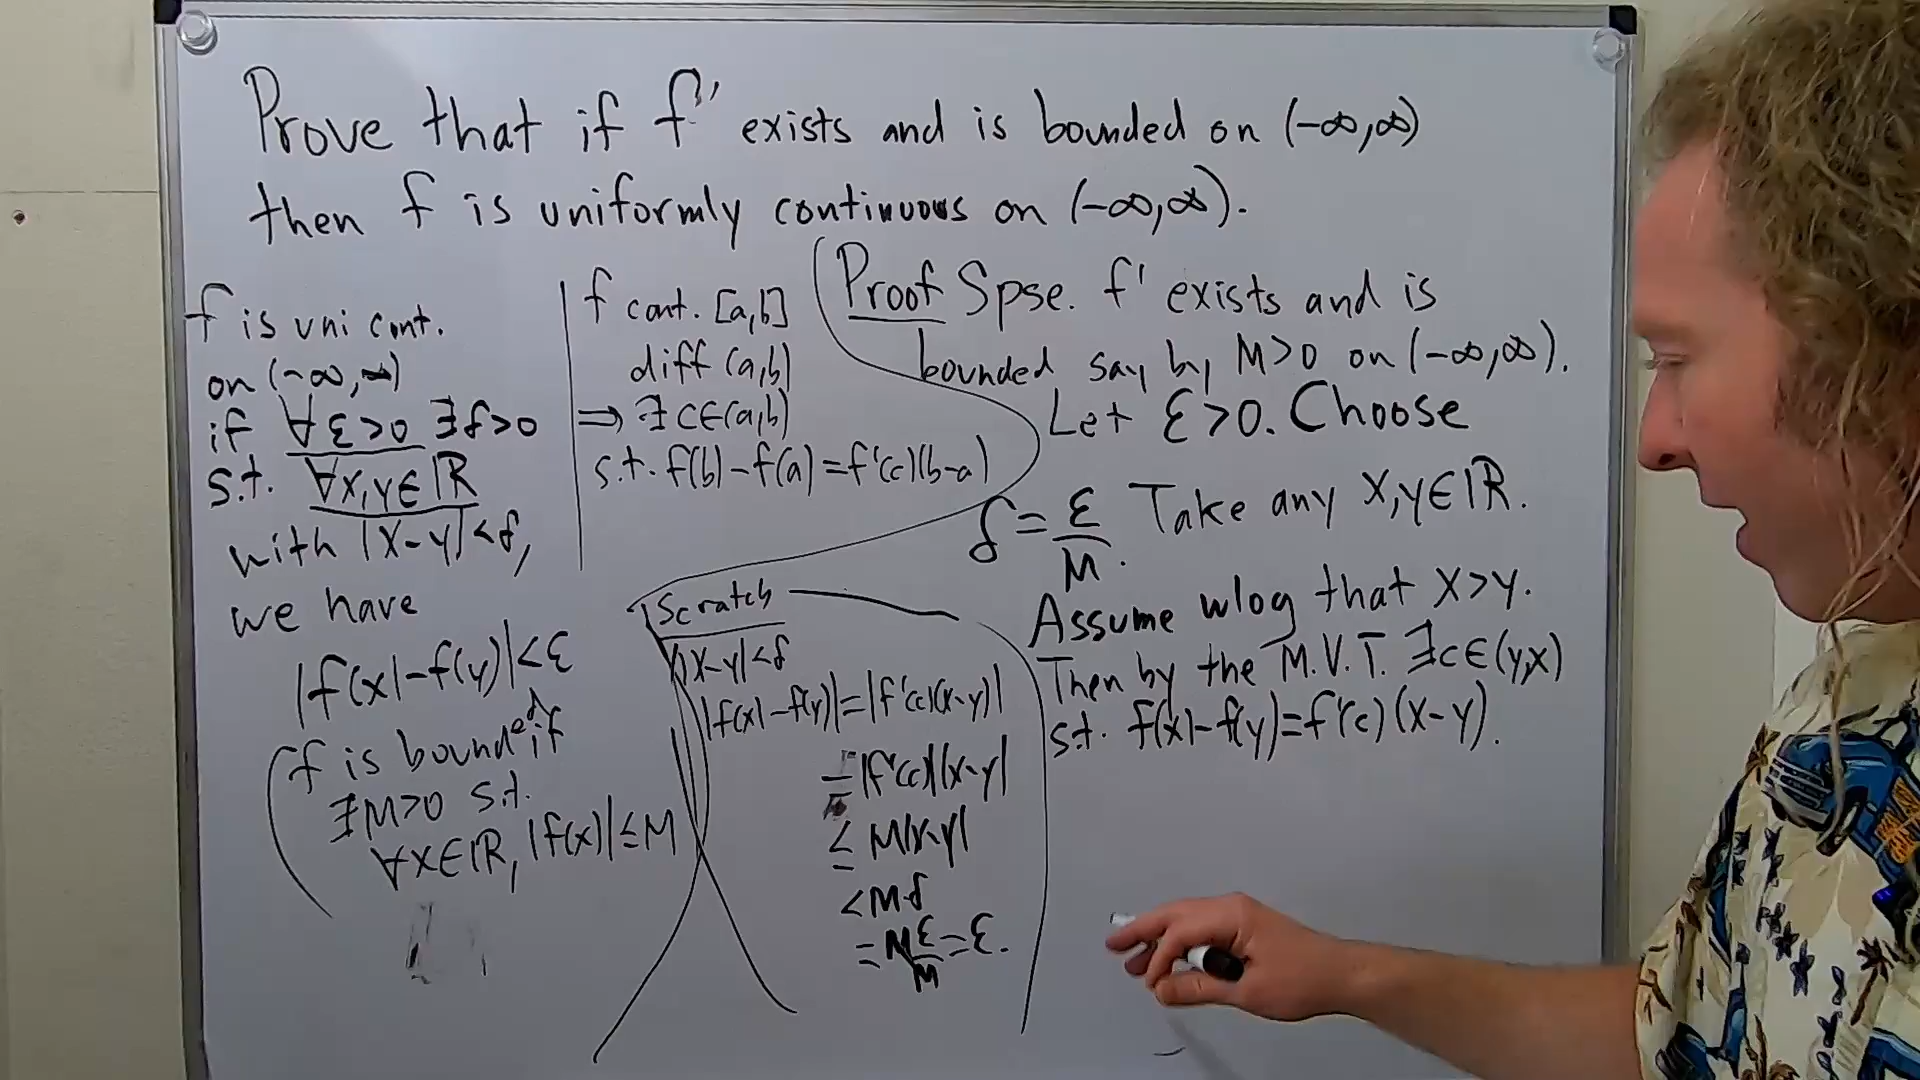 Prove that if f' exists and is bounded on (-∞,∞)
then f is uniformly continuous on (-∞,∞).
f is uni cont.
on (-∞,∞)
if ∀ε>0 ∃δ>0
s.t. ∀x,y∈ℝ
with |x-y|<δ,
we have
|f(x)-f(y)|<ε
f is bounded if
∃M>0 s.t.
∀x∈ℝ, |f(x)|≤M
f cont. [a,b]
diff (a,b)
⇒ ∃c∈(a,b)
s.t. f(b)-f(a)=f'(c)(b-a)
Scratch
|x-y|<δ
|f(x)-f(y)|=|f'(c)(x-y)|
=|f'(c)||x-y|
≤ M|x-y|
<Mδ
=M ε/M=ε.
Proof Spse. f' exists and is
bounded say by M>0 on (-∞,∞).
Let ε>0. Choose
δ=ε/M. Take any x,y∈ℝ.
Assume wlog that x>y.
Then by the M.V.T. ∃c∈(y,x)
s.t. f(x)-f(y)=f'(c)(x-y).